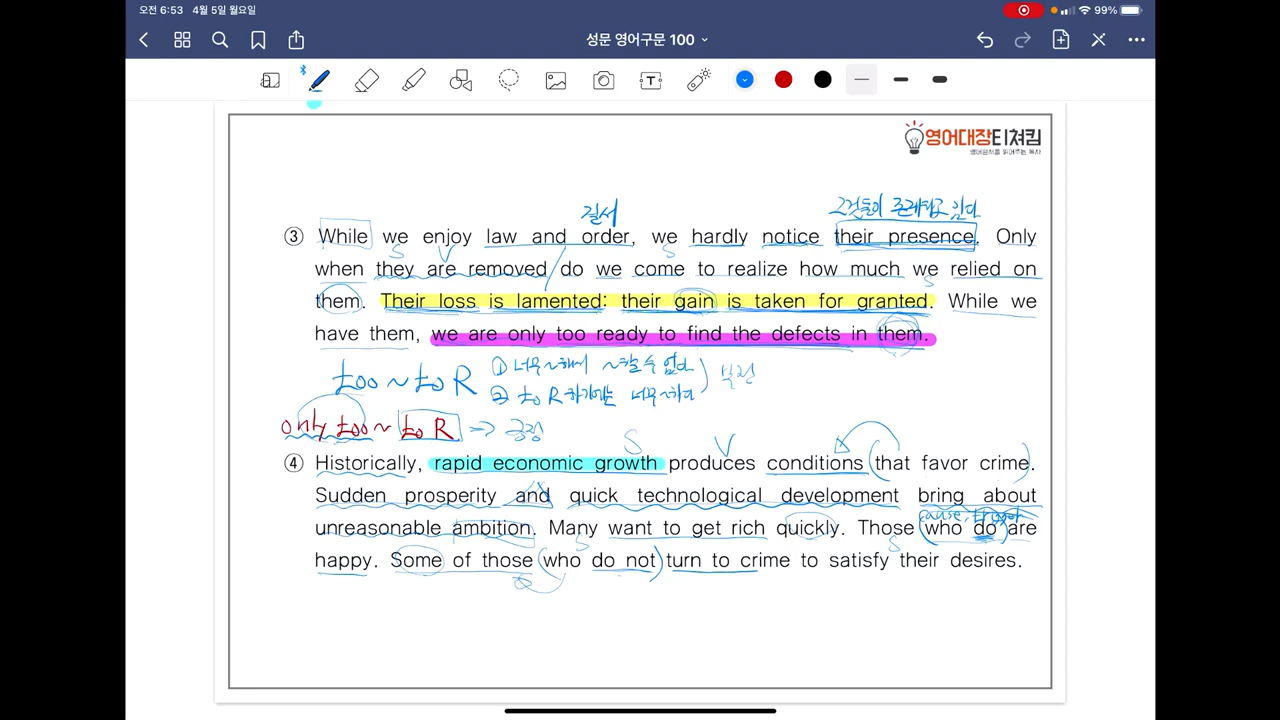 오전 6:53 4월 5일 월요일
99%
성문 영어구문 100
영어대장티쳐킴
질서
그것들이 존재하고 있다
③ While we enjoy law and order, we hardly notice their presence. Only
S V S
when they are removed do we come to realize how much we relied on
S
them. Their loss is lamented: their gain is taken for granted. While we
have them, we are only too ready to find the defects in them.
too ~ to R ① 너무 ~해서 ~할 수 없다
② to R 하기에는 너무 ~하다
only too ~ to R => 긍정
S V
④ Historically, rapid economic growth produces conditions (that favor crime).
Sudden prosperity and quick technological development bring about
cause,
unreasonable ambition. Many want to get rich quickly. Those (who do) are
S S
happy. Some of those (who do not) turn to crime to satisfy their desires.